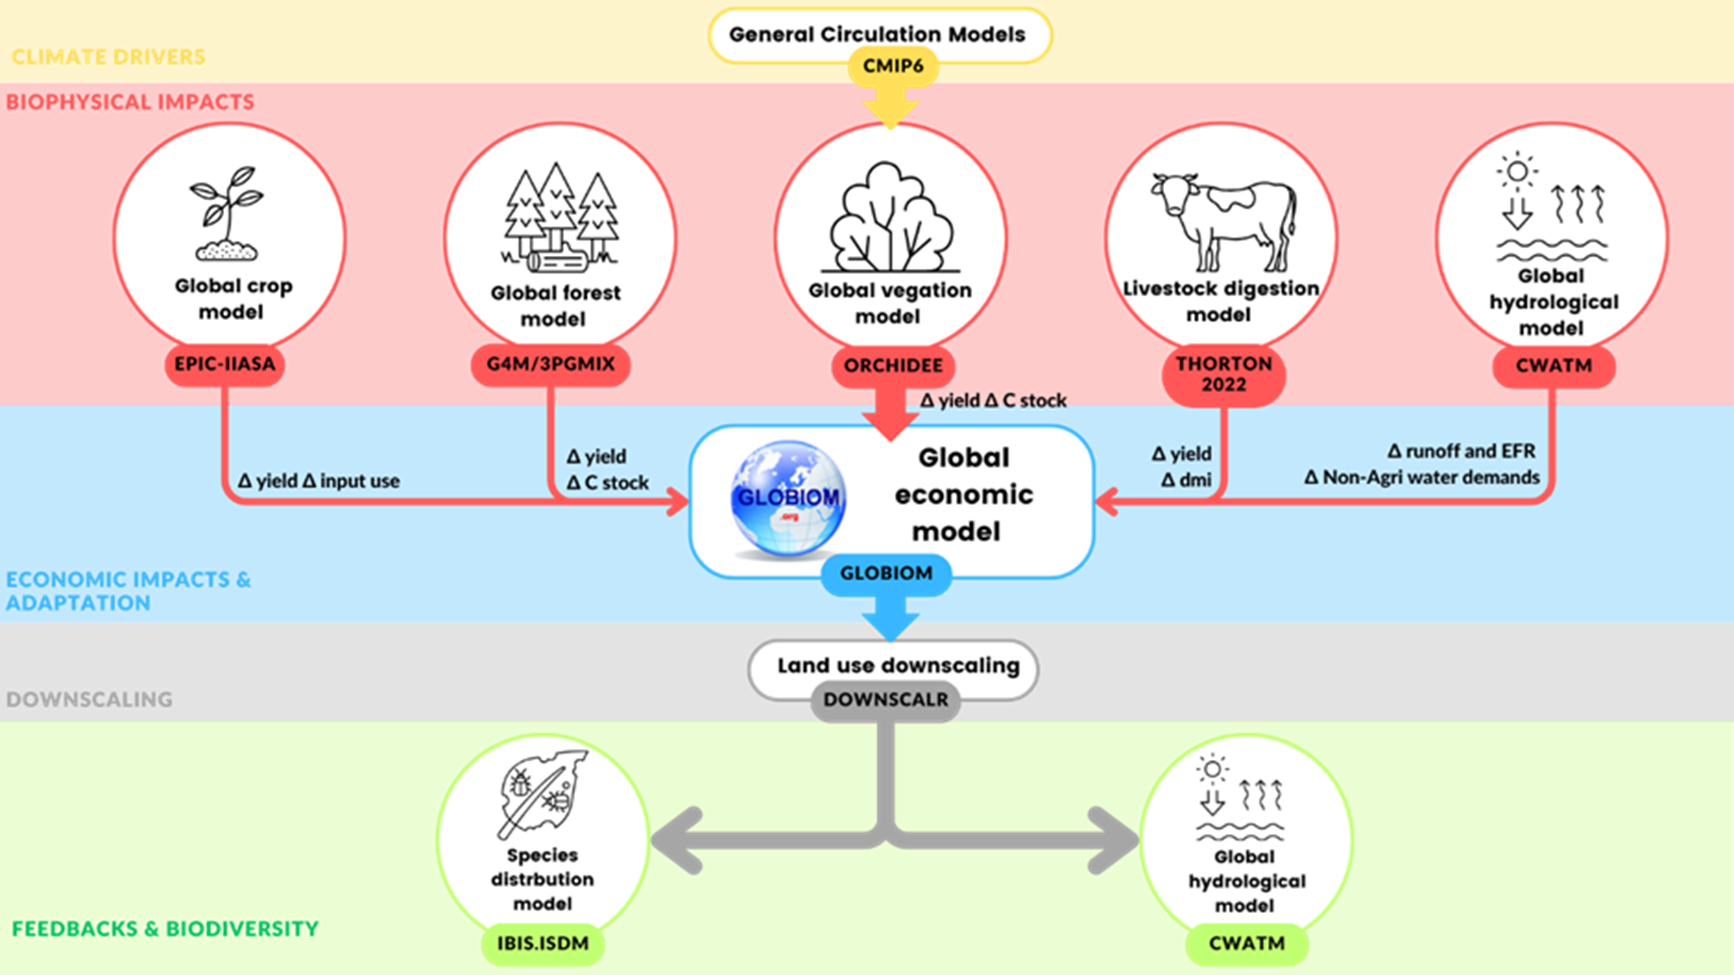 General Circulation Models
CMIP6
CLIMATE DRIVERS
BIOPHYSICAL IMPACTS
Global crop
model
EPIC-IIASA
Global forest
model
G4M/3PGMIX
Global vegation
model
ORCHIDEE
Livestock digestion
model
THORTON
2022
Global
hydrological
model
CWATM
Δ yield Δ input use
Δ yield
Δ C stock
Δ yield Δ C stock
Δ yield
Δ dmi
Δ runoff and EFR
Δ Non-Agri water demands
GLOBIOM
.org
Global
economic
model
GLOBIOM
ECONOMIC IMPACTS &
ADAPTATION
Land use downscaling
DOWNSCALR
DOWNSCALING
Species
distrbution
model
IBIS.ISDM
Global
hydrological
model
CWATM
FEEDBACKS & BIODIVERSITY